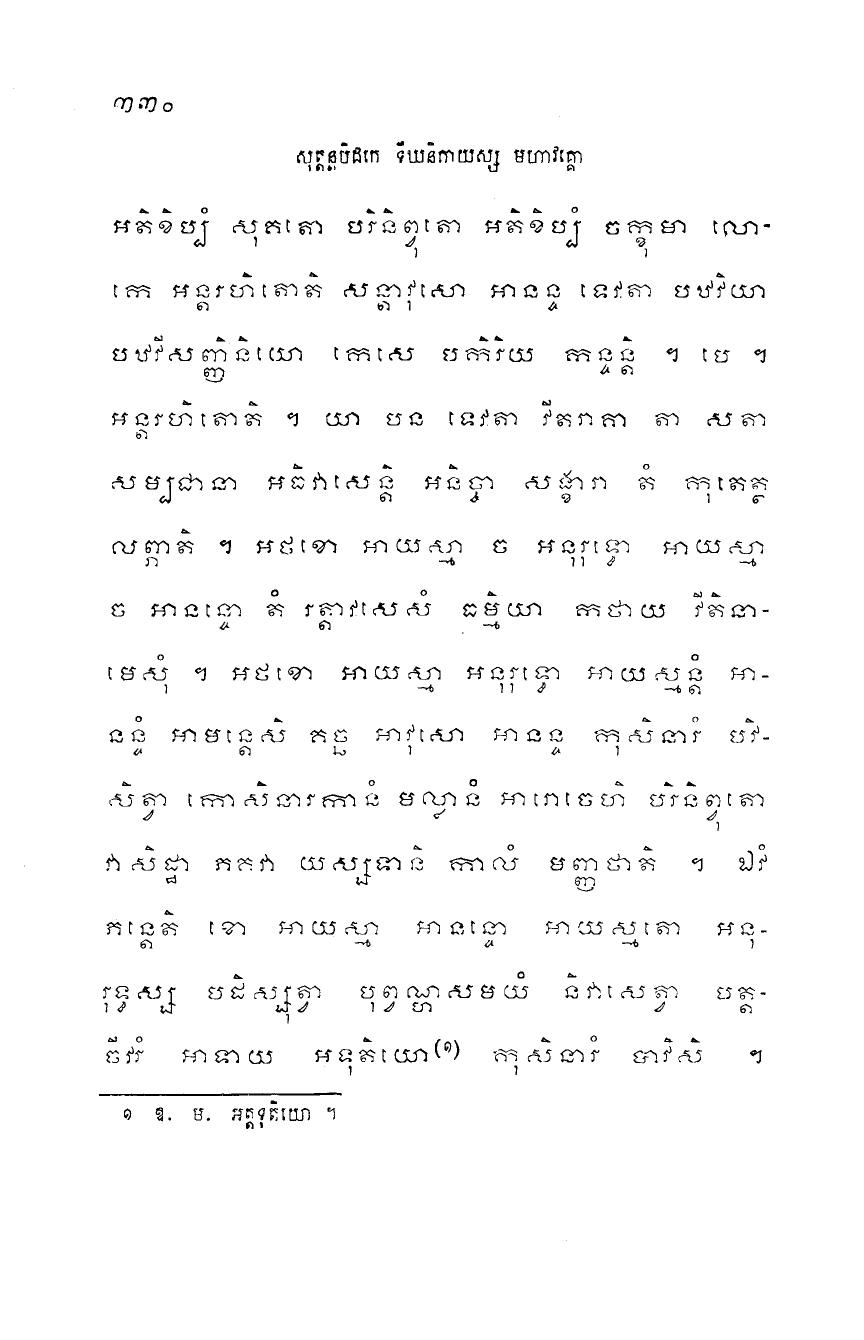 ៣៣០
សុត្តន្តបិដកេ ទីឃនិកាយស្ស មហាវគ្គោ
អតិខិប្បំ សុគតោ បរិនិព្វុតោ អតិខិប្បំ ចក្ខុមា លោ-
កេ អន្តរហិតោតិ សន្តាវុសោ អានន្ទ ទេវតា បឋវិយា
បឋវីសញ្ញិនិយោ កេសេ បកិរិយ កន្ទន្តិ ។ បេ ។
អន្តរហិតោតិ ។ យា បន ទេវតា វីតរាគា តា សតា
សម្បជានា អធិវាសេន្តិ អនិច្ចា សង្ខារា តំ កុតេត្ថ
លព្ភាតិ ។ អថខោ អាយស្មា ច អនុរុទ្ធោ អាយស្មា
ច អានន្ទោ តំ រត្តាវសេសំ ធម្មិយា កថាយ វីតិនា-
មេសុំ ។ អថខោ អាយស្មា អនុរុទ្ធោ អាយស្មន្តំ អា-
នន្ទំ អាមន្តេសិ គច្ឆ អាវុសោ អានន្ទ កុសិនារំ បវិ-
សិត្វា កោសិនារកានំ មល្លានំ អារោចេហិ បរិនិព្វុតោ
វាសិដ្ឋា ភគវា យស្សទានិ កាលំ មញ្ញថាតិ ។ ឯវំ
ភន្តេតិ ខោ អាយស្មា អានន្ទោ អាយស្មតោ អនុ-
រុទ្ធស្ស បដិស្សុត្វា បុព្វណ្ហសមយំ និវាសេត្វា បត្ត-
ចីវរំ អាទាយ អទុតិយោ(១) កុសិនារំ បាវិសិ ។
១ ឱ. ម. អត្តទុតិយោ ។